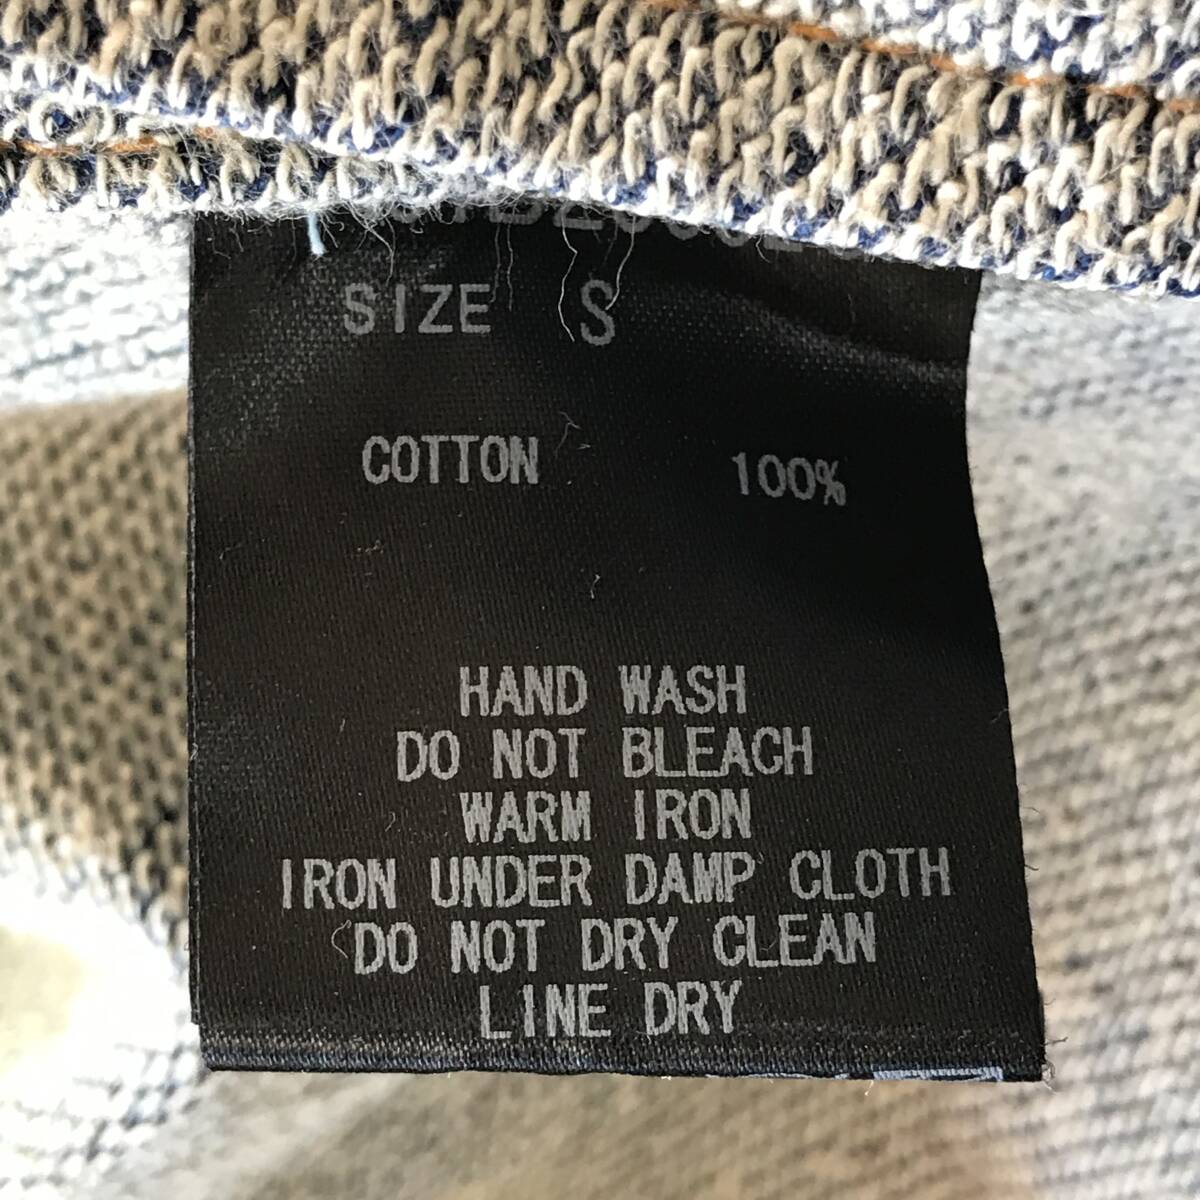 SIZE S
COTTON 100%
HAND WASH
DO NOT BLEACH
WARM IRON
IRON UNDER DAMP CLOTH
DO NOT DRY CLEAN
LINE DRY